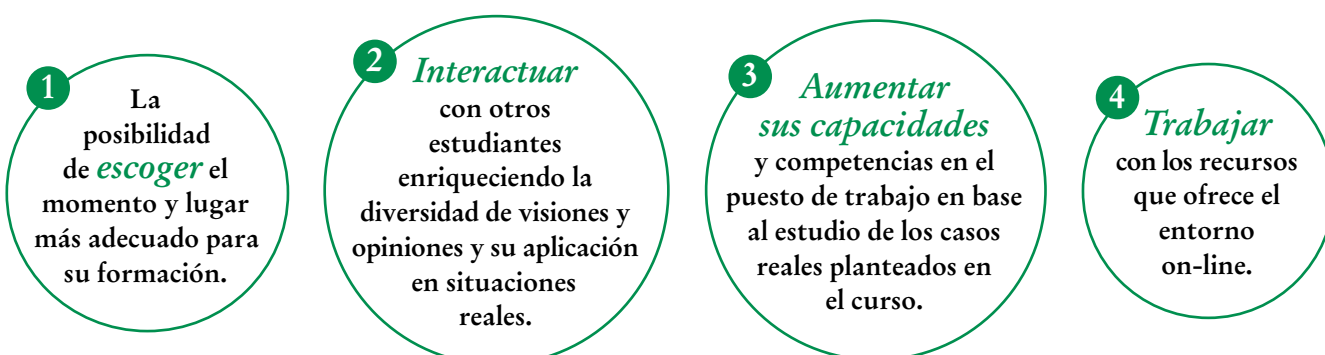 1
La
posibilidad
de escoger el
momento y lugar
más adecuado para
su formación.
2
Interactuar
con otros
estudiantes
enriqueciendo la
diversidad de visiones y
opiniones y su aplicación
en situaciones
reales.
3
Aumentar
sus capacidades
y competencias en el
puesto de trabajo en base
al estudio de los casos
reales planteados en
el curso.
4
Trabajar
con los recursos
que ofrece el
entorno
on-line.